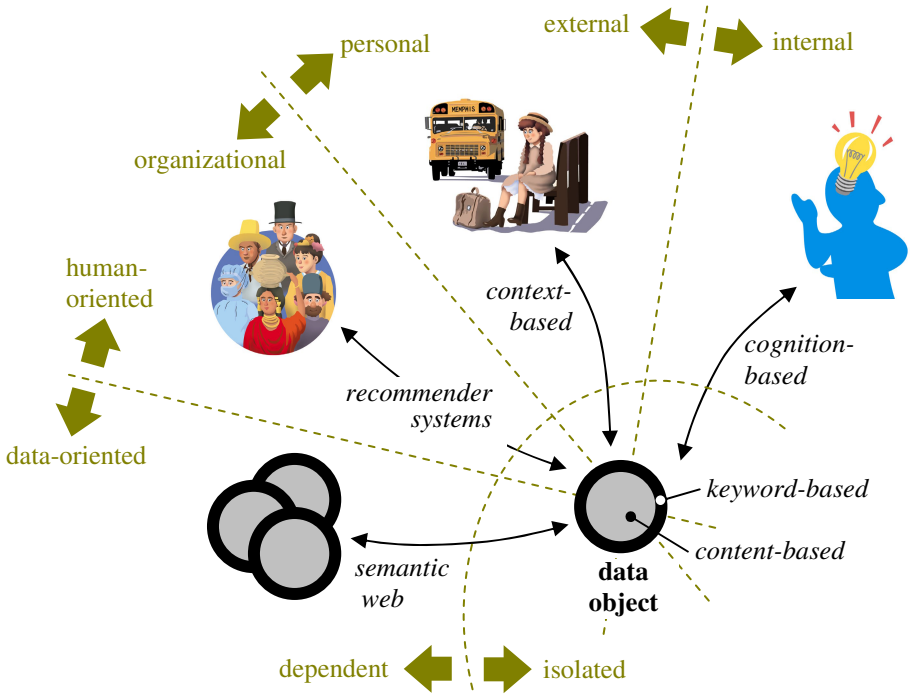 external
personal
internal
MEMPHIS
organizational
human-
oriented
context-
based
cognition-
based
recommender
systems
data-oriented
keyword-based
content-based
semantic
web
data
object
dependent
isolated